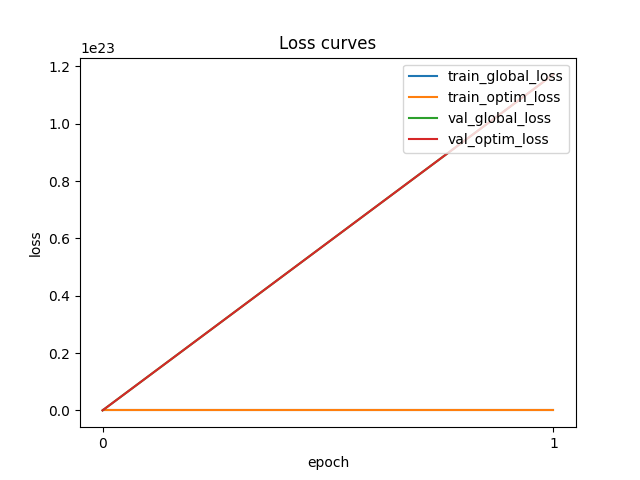 Loss curves
1e23
1.2
1.0
0.8
0.6
0.4
0.2
0.0
loss
train_global_loss
train_optim_loss
val_global_loss
val_optim_loss
0
1
epoch